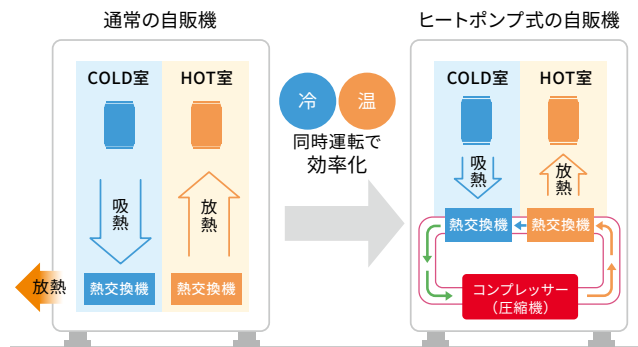 通常の自販機
COLD室
HOT室
吸熱
放熱
放熱
熱交換機
熱交換機
冷
温
同時運転で
効率化
ヒートポンプ式の自販機
COLD室
HOT室
吸熱
放熱
熱交換機
熱交換機
コンプレッサー
（圧縮機）